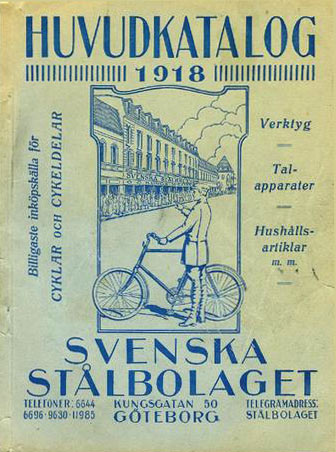 HUVUDKATALOG
1918
Billigaste inköpskälla för
CYKLAR OCH CYKELDELAR
Verktyg
Tal-
apparater
Hushålls-
artiklar
m. m.
SVENSKA
STÅLBOLAGET
TELEFONER: 6644
6696 · 9630 · 11985
KUNGSGATAN 50
GÖTEBORG
TELEGRAMADRESS:
STÅLBOLAGET